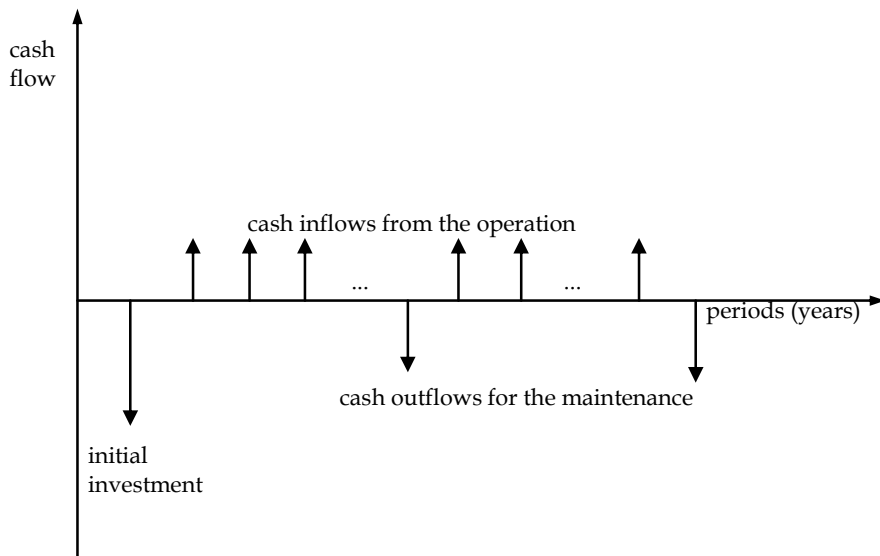 cash
flow
cash inflows from the operation
...
...
periods (years)
cash outflows for the maintenance
initial
investment